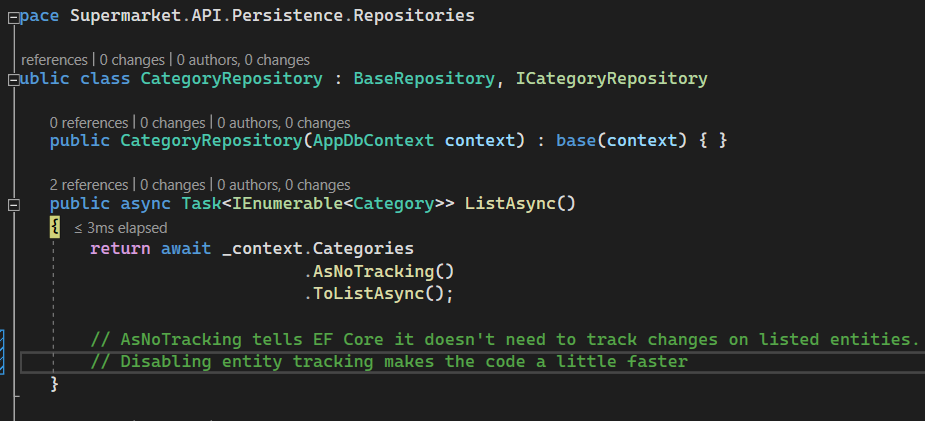 pace Supermarket.API.Persistence.Repositories
references | 0 changes | 0 authors, 0 changes
ublic class CategoryRepository : BaseRepository, ICategoryRepository
0 references | 0 changes | 0 authors, 0 changes
public CategoryRepository(AppDbContext context) : base(context) { }
2 references | 0 changes | 0 authors, 0 changes
public async Task<IEnumerable<Category>> ListAsync()
{ ≤ 3ms elapsed
return await _context.Categories
.AsNoTracking()
.ToListAsync();
// AsNoTracking tells EF Core it doesn't need to track changes on listed entities.
// Disabling entity tracking makes the code a little faster
}